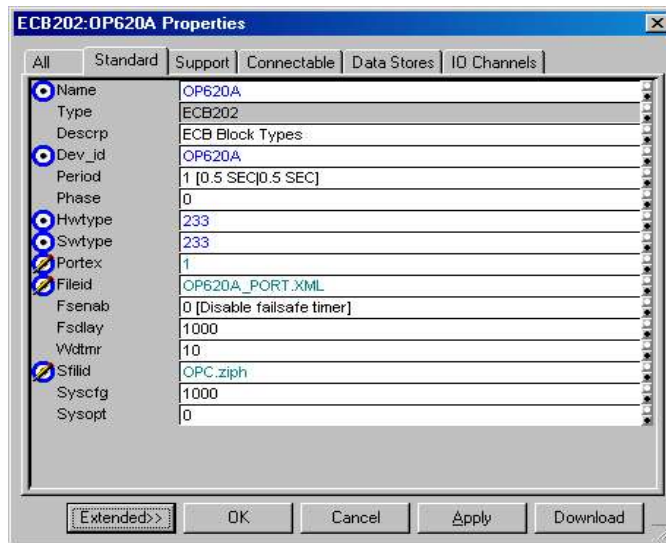 ECB202:OP620A Properties
All Standard Support Connectable Data Stores IO Channels
Name OP620A
Type ECB202
Descrp ECB Block Types
Dev_id OP620A
Period 1 [0.5 SEC|0.5 SEC]
Phase 0
Hwtype 233
Swtype 233
Portex 1
Fileid OP620A_PORT.XML
Fsenab 0 [Disable failsafe timer]
Fsdlay 1000
Wdtmr 10
Sfilid OPC.ziph
Syscfg 1000
Sysopt 0
Extended>> OK Cancel Apply Download